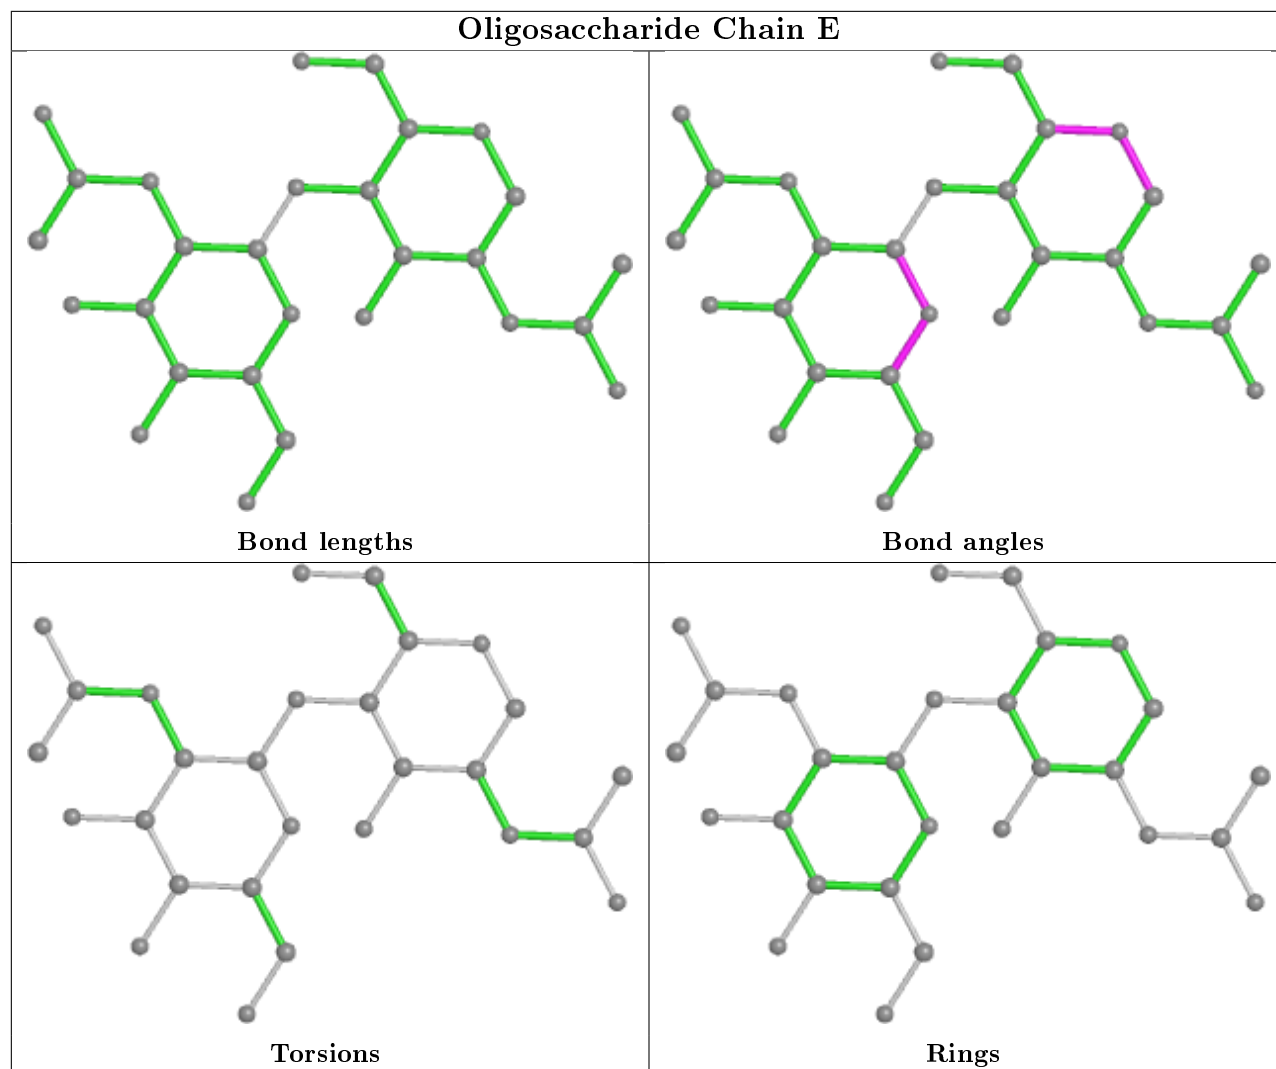 Oligosaccharide Chain E
Bond lengths
Bond angles
Torsions
Rings